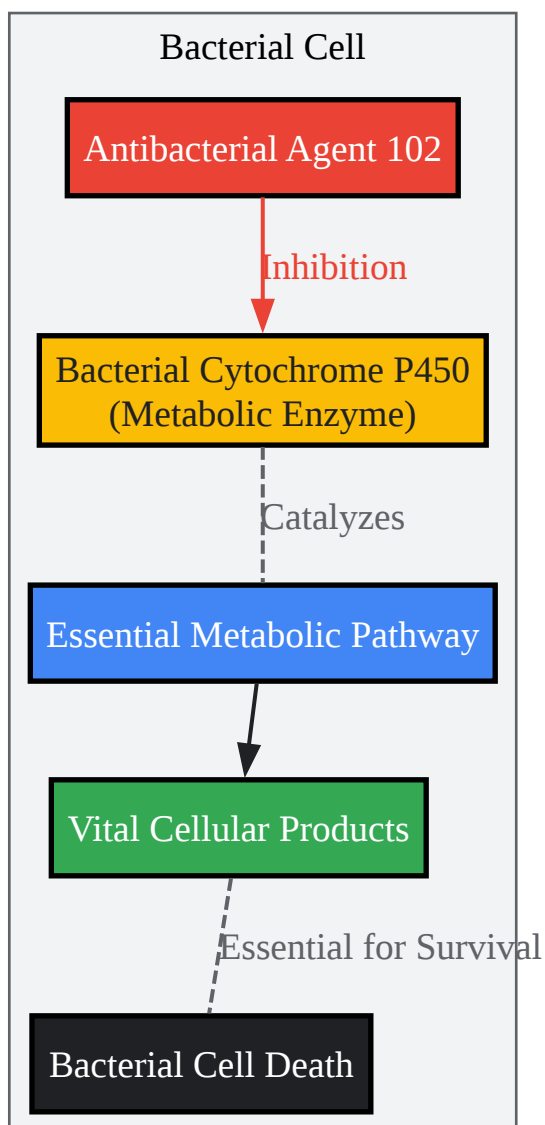 Bacterial Cell
Antibacterial Agent 102
Inhibition
Bacterial Cytochrome P450
(Metabolic Enzyme)
Catalyzes
Essential Metabolic Pathway
Vital Cellular Products
Essential for Survival
Bacterial Cell Death